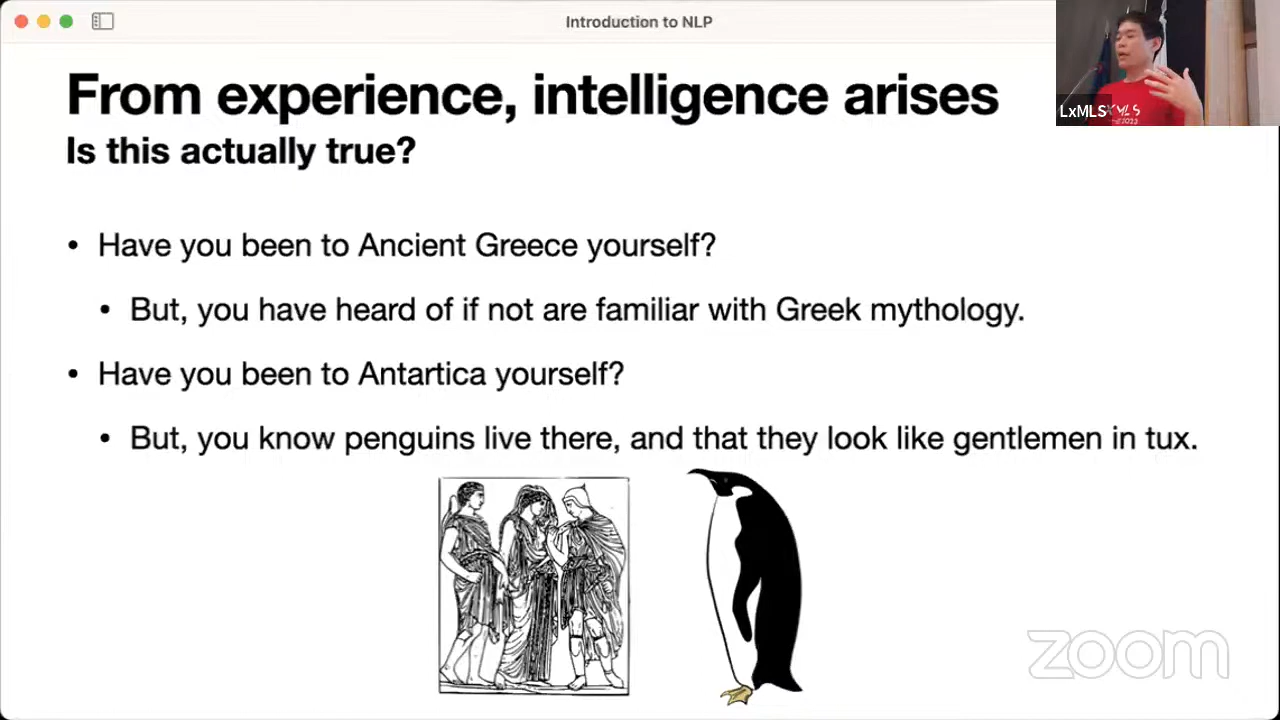 Introduction to NLP
From experience, intelligence arises
Is this actually true?
LxMLS
• Have you been to Ancient Greece yourself?
• But, you have heard of if not are familiar with Greek mythology.
• Have you been to Antartica yourself?
• But, you know penguins live there, and that they look like gentlemen in tux.
zoom